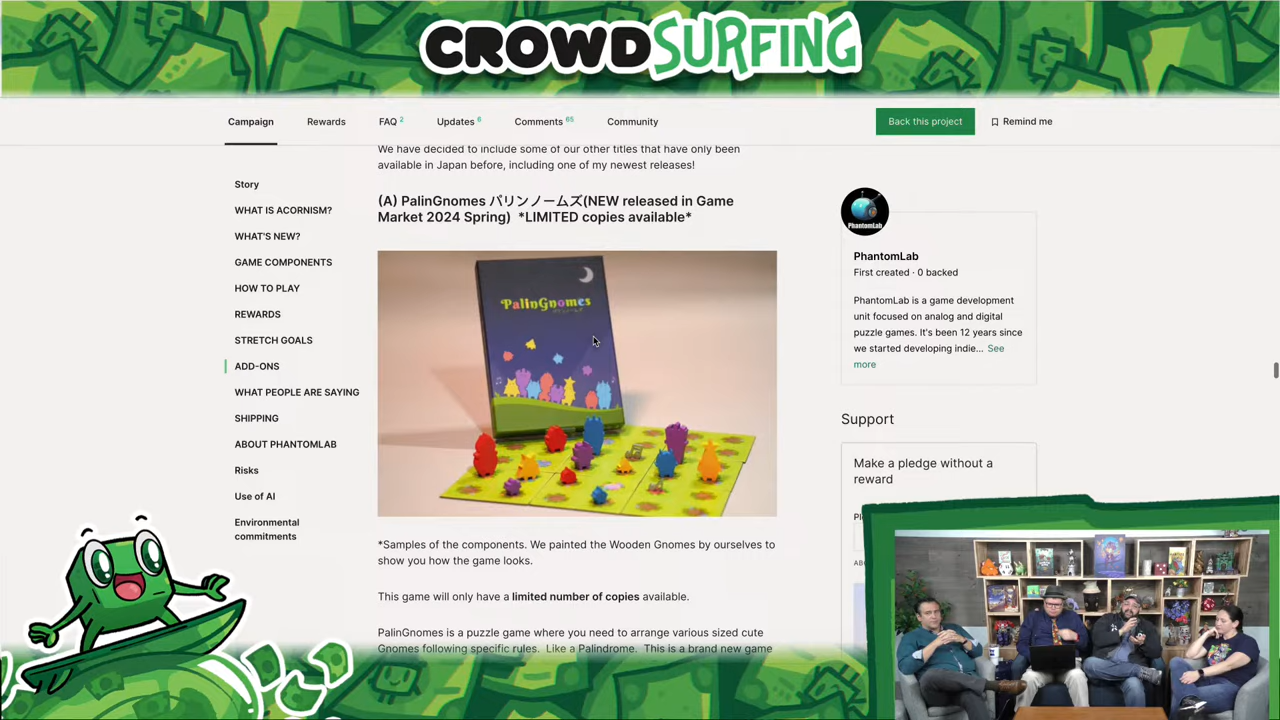 CROWDSURFING
Campaign
Rewards
FAQ 2
Updates 6
Comments 65
Community
Back this project
Remind me
Story
WHAT IS ACORNISM?
WHAT'S NEW?
GAME COMPONENTS
HOW TO PLAY
REWARDS
STRETCH GOALS
ADD-ONS
WHAT PEOPLE ARE SAYING
SHIPPING
ABOUT PHANTOMLAB
Risks
Use of AI
Environmental
commitments
We have decided to include some of our other titles that have only been
available in Japan before, including one of my newest releases!
(A) PalinGnomes パリンノームズ(NEW released in Game
Market 2024 Spring) *LIMITED copies available*
PalinGnomes
*Samples of the components. We painted the Wooden Gnomes by ourselves to
show you how the game looks.
This game will only have a limited number of copies available.
PalinGnomes is a puzzle game where you need to arrange various sized cute
Gnomes following specific rules. Like a Palindrome. This is a brand new game
PhantomLab
PhantomLab
First created · 0 backed
PhantomLab is a game development
unit focused on analog and digital
puzzle games. It's been 12 years since
we started developing indie... See
more
Support
Make a pledge without a
reward